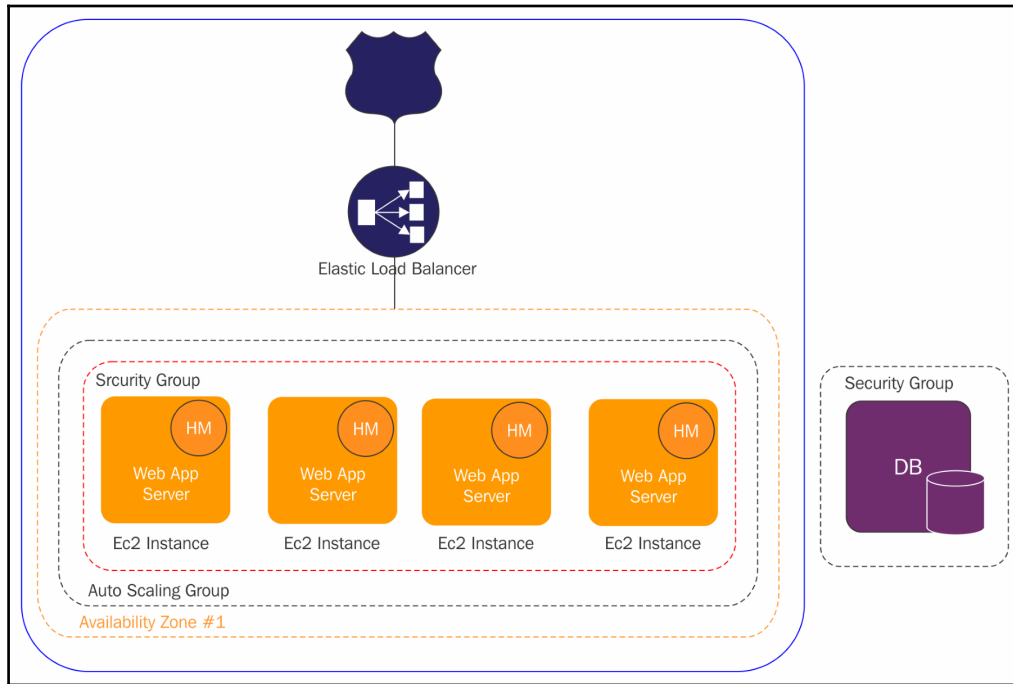 Elastic Load Balancer
Srcurity Group
HM
HM
HM
HM
Web App
Server
Web App
Server
Web App
Server
Web App
Server
Ec2 Instance
Ec2 Instance
Ec2 Instance
Ec2 Instance
Auto Scaling Group
Availability Zone #1
Security Group
DB